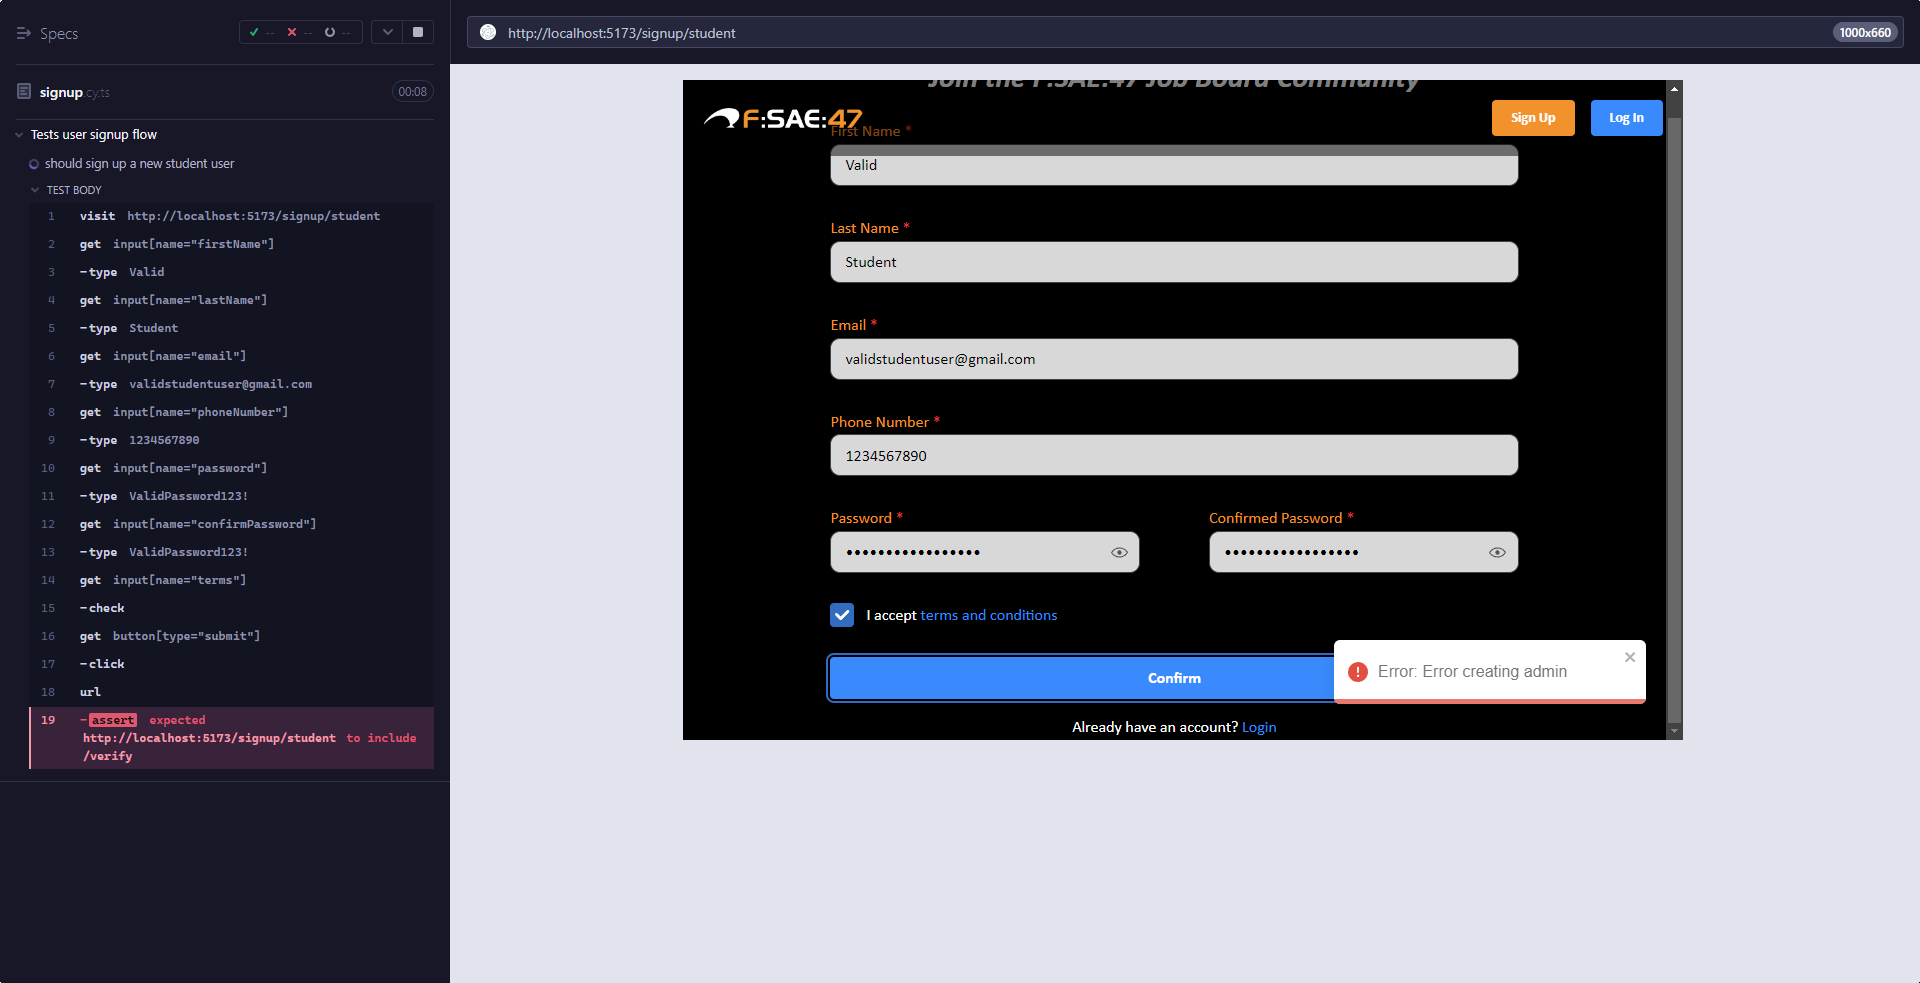 Specs
-- -- --
signup.cy.ts
00:08
Tests user signup flow
should sign up a new student user
TEST BODY
1 visit http://localhost:5173/signup/student
2 get input[name="firstName"]
3 -type Valid
4 get input[name="lastName"]
5 -type Student
6 get input[name="email"]
7 -type validstudentuser@gmail.com
8 get input[name="phoneNumber"]
9 -type 1234567890
10 get input[name="password"]
11 -type ValidPassword123!
12 get input[name="confirmPassword"]
13 -type ValidPassword123!
14 get input[name="terms"]
15 -check
16 get button[type="submit"]
17 -click
18 url
19 -assert expected
http://localhost:5173/signup/student to include
/verify
http://localhost:5173/signup/student
1000x660
Join the F:SAE:47 Job Board Community
F:SAE:47
Sign Up
Log In
First Name *
Valid
Last Name *
Student
Email *
validstudentuser@gmail.com
Phone Number *
1234567890
Password *
•••••••••••••••••
Confirmed Password *
•••••••••••••••••
I accept terms and conditions
Confirm
Error: Error creating admin
Already have an account? Login